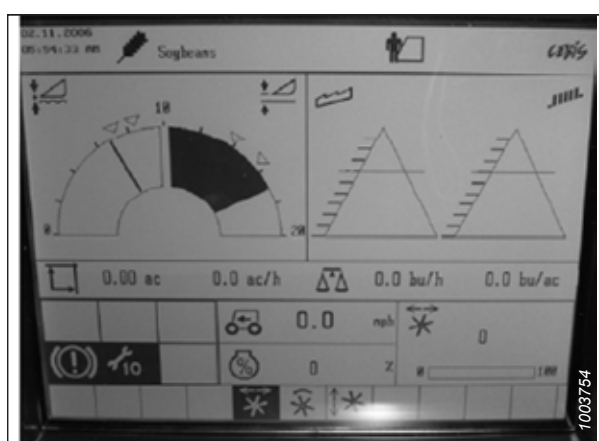 02.11.2006
05:54:33 AM
Soybeans
CEBIS
10
0
20
0.00 ac
0.0 ac/h
0.0 bu/h
0.0 bu/ac
0.0 mph
0
10
%
0 %
0
100
1003754